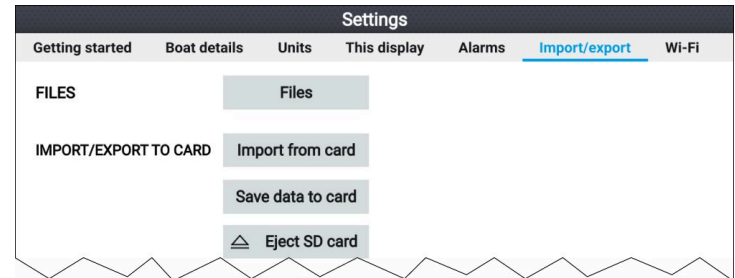 Settings
Getting started Boat details Units This display Alarms Import/export Wi-Fi
FILES Files
IMPORT/EXPORT TO CARD Import from card
Save data to card
Eject SD card